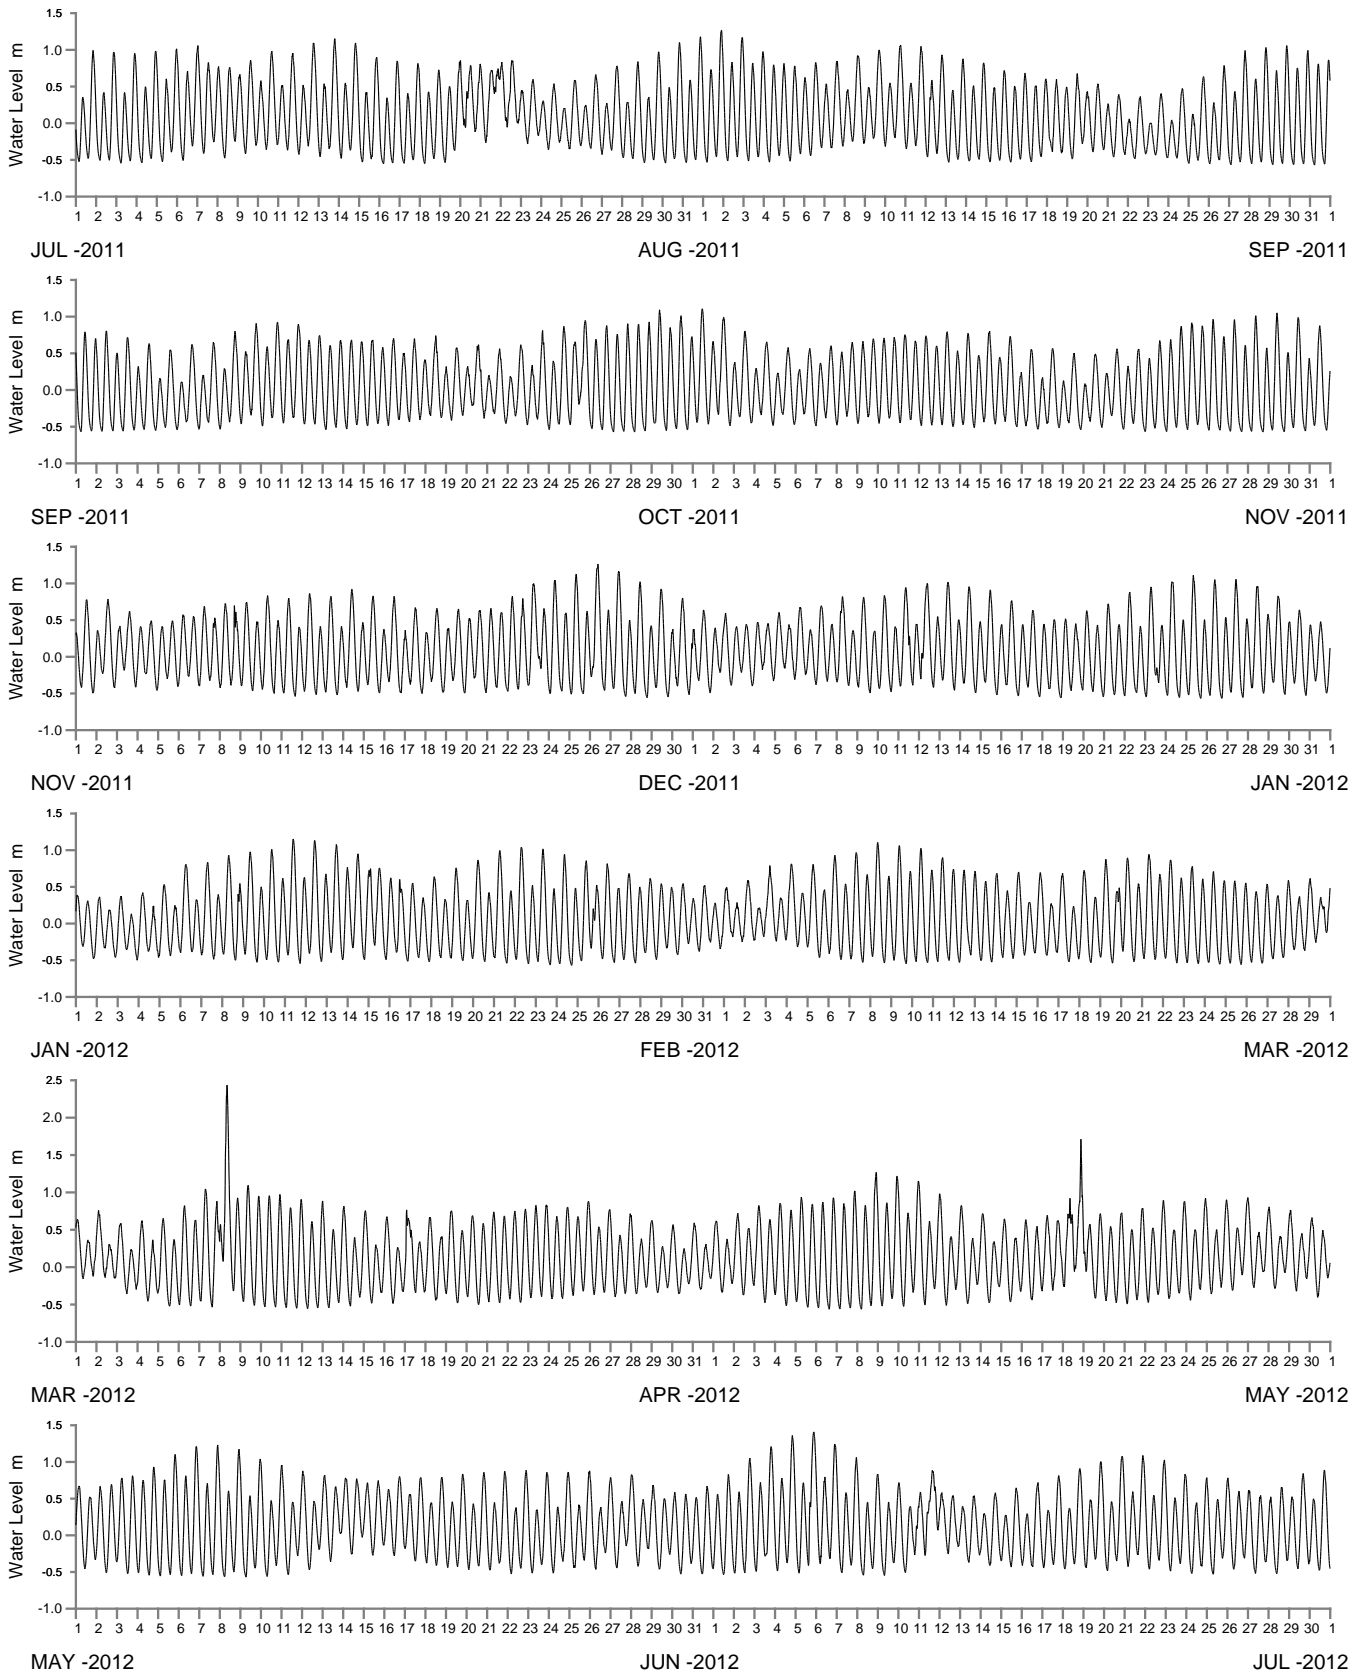 1.5
1.0
0.5
0.0
-0.5
-1.0
Water Level m
1 2 3 4 5 6 7 8 9 10 11 12 13 14 15 16 17 18 19 20 21 22 23 24 25 26 27 28 29 30 31 1 2 3 4 5 6 7 8 9 10 11 12 13 14 15 16 17 18 19 20 21 22 23 24 25 26 27 28 29 30 31 1
JUL -2011 AUG -2011 SEP -2011
1.5
1.0
0.5
0.0
-0.5
-1.0
Water Level m
1 2 3 4 5 6 7 8 9 10 11 12 13 14 15 16 17 18 19 20 21 22 23 24 25 26 27 28 29 30 1 2 3 4 5 6 7 8 9 10 11 12 13 14 15 16 17 18 19 20 21 22 23 24 25 26 27 28 29 30 31 1
SEP -2011 OCT -2011 NOV -2011
1.5
1.0
0.5
0.0
-0.5
-1.0
Water Level m
1 2 3 4 5 6 7 8 9 10 11 12 13 14 15 16 17 18 19 20 21 22 23 24 25 26 27 28 29 30 1 2 3 4 5 6 7 8 9 10 11 12 13 14 15 16 17 18 19 20 21 22 23 24 25 26 27 28 29 30 31 1
NOV -2011 DEC -2011 JAN -2012
1.5
1.0
0.5
0.0
-0.5
-1.0
Water Level m
1 2 3 4 5 6 7 8 9 10 11 12 13 14 15 16 17 18 19 20 21 22 23 24 25 26 27 28 29 30 31 1 2 3 4 5 6 7 8 9 10 11 12 13 14 15 16 17 18 19 20 21 22 23 24 25 26 27 28 29 1
JAN -2012 FEB -2012 MAR -2012
2.5
2.0
1.5
1.0
0.5
0.0
-0.5
-1.0
Water Level m
1 2 3 4 5 6 7 8 9 10 11 12 13 14 15 16 17 18 19 20 21 22 23 24 25 26 27 28 29 30 31 1 2 3 4 5 6 7 8 9 10 11 12 13 14 15 16 17 18 19 20 21 22 23 24 25 26 27 28 29 30 1
MAR -2012 APR -2012 MAY -2012
1.5
1.0
0.5
0.0
-0.5
-1.0
Water Level m
1 2 3 4 5 6 7 8 9 10 11 12 13 14 15 16 17 18 19 20 21 22 23 24 25 26 27 28 29 30 31 1 2 3 4 5 6 7 8 9 10 11 12 13 14 15 16 17 18 19 20 21 22 23 24 25 26 27 28 29 30 1
MAY -2012 JUN -2012 JUL -2012